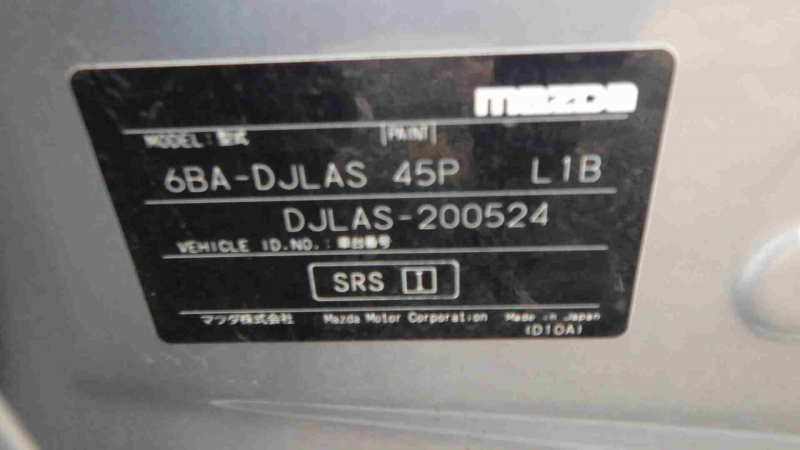 mazda
MODEL : 型式 PAINT
6BA-DJLAS 45P L1B
DJLAS-200524
VEHICLE ID.NO. : 車台番号
SRS I
マツダ株式会社 Mazda Motor Corporation Made in Japan
(D10A)